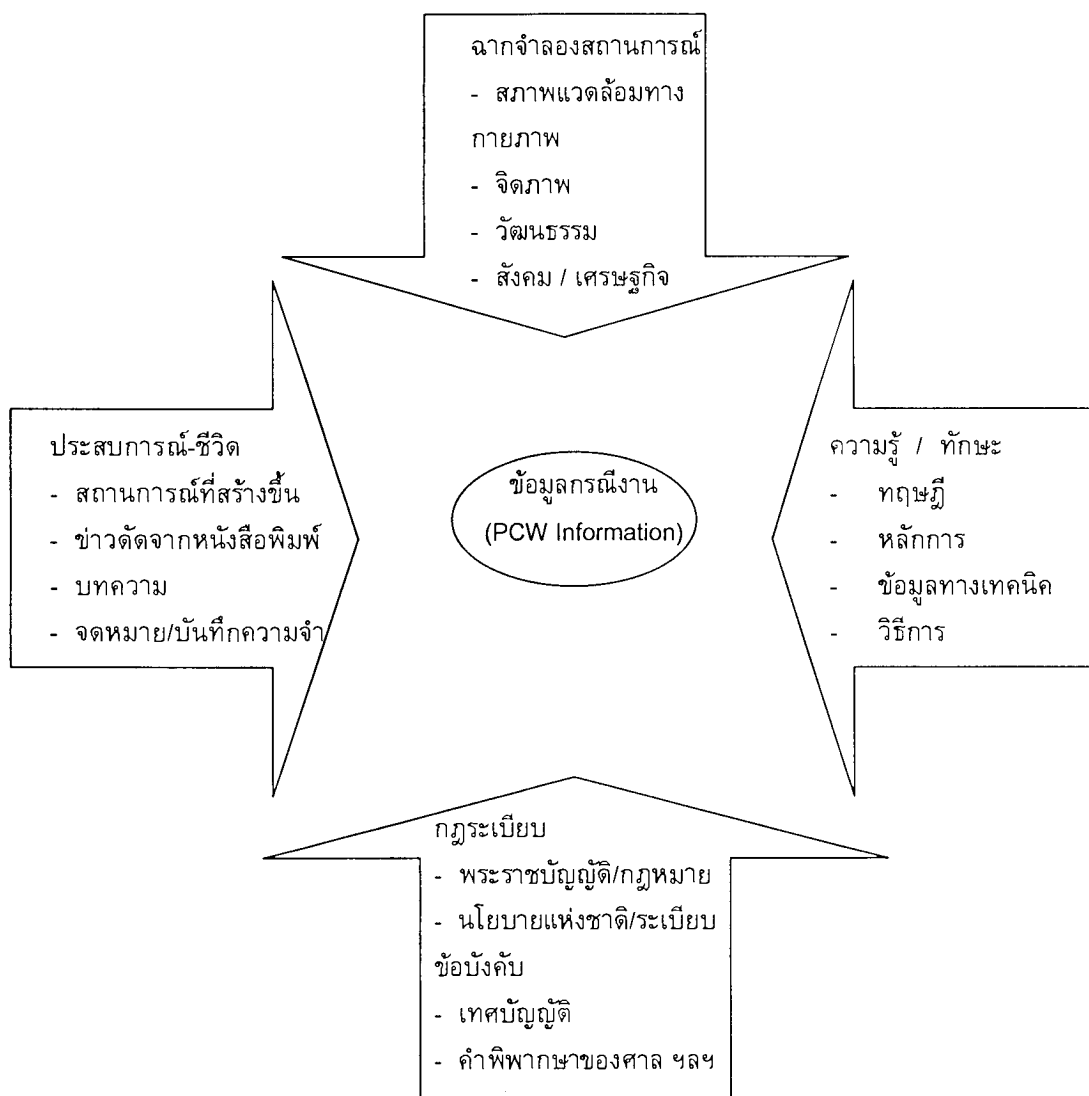 ฉากจำลองสถานการณ์
- สภาพแวดล้อมทาง
กายภาพ
- จิตภาพ
- วัฒนธรรม
- สังคม / เศรษฐกิจ
ประสบการณ์-ชีวิต
- สถานการณ์ที่สร้างขึ้น
- ข่าวตัดจากหนังสือพิมพ์
- บทความ
- จดหมาย/บันทึกความจำ
ข้อมูลกรณีงาน
(PCW Information)
ความรู้ / ทักษะ
- ทฤษฎี
- หลักการ
- ข้อมูลทางเทคนิค
- วิธีการ
กฎระเบียบ
- พระราชบัญญัติ/กฎหมาย
- นโยบายแห่งชาติ/ระเบียบ
ข้อบังคับ
- เทศบัญญัติ
- คำพิพากษาของศาล ฯลฯ